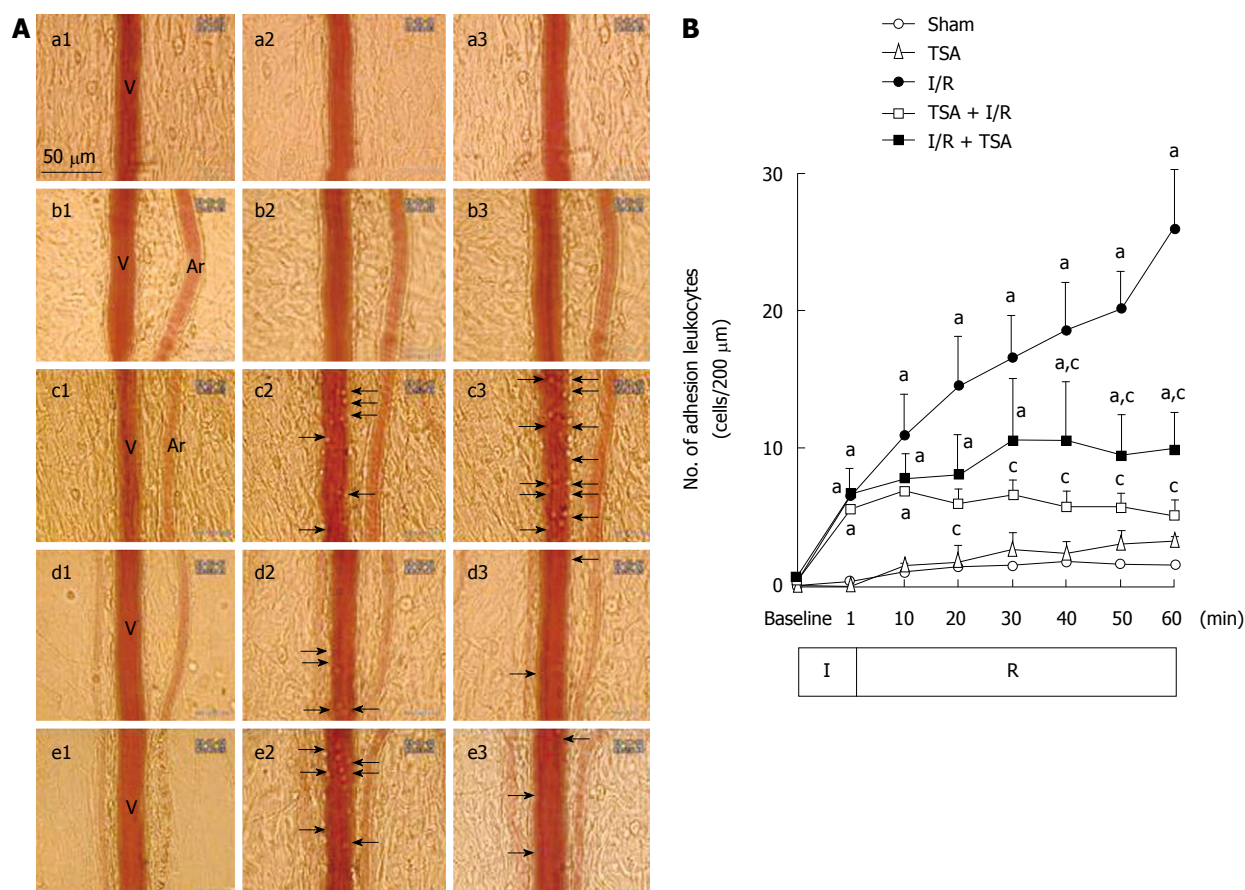 A
a1
V
50 μm
a2
a3
b1
V
Ar
b2
b3
c1
V
Ar
c2
c3
d1
V
d2
d3
e1
V
e2
e3
B
Sham
TSA
I/R
TSA + I/R
I/R + TSA
No. of adhesion leukocytes
(cells/200 μm)
30
20
10
0
a
a
a
a
a
a
a
a
a
a,c
a,c
a,c
a
a
a
a
a
c
c
c
c
c
Baseline 1 10 20 30 40 50 60 (min)
I R